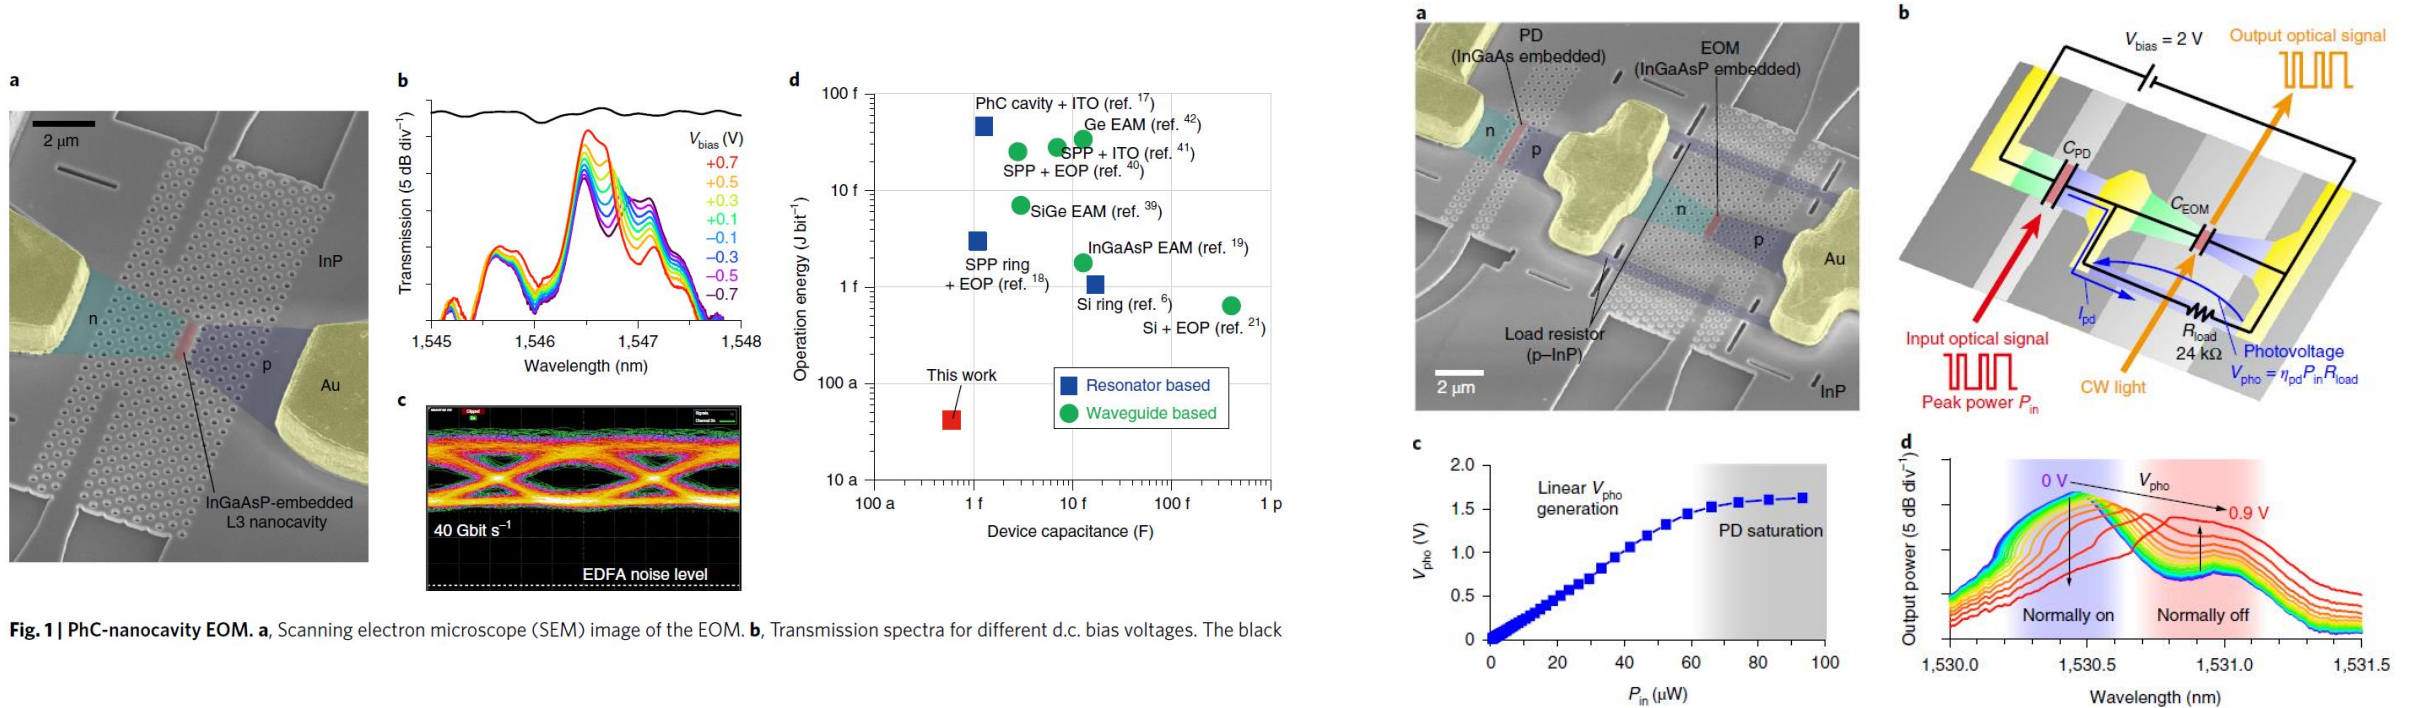 a
2 μm
InP
n
p
Au
InGaAsP-embedded
L3 nanocavity
b
Transmission (5 dB div⁻¹)
V_bias (V)
+0.7
+0.5
+0.3
+0.1
–0.1
–0.3
–0.5
–0.7
1,545
1,546
1,547
1,548
Wavelength (nm)
c
40 Gbit s⁻¹
EDFA noise level
d
Operation energy (J bit⁻¹)
100 f
10 f
1 f
100 a
10 a
PhC cavity + ITO (ref. 17)
Ge EAM (ref. 42)
SPP + ITO (ref. 41)
SPP + EOP (ref. 40)
SiGe EAM (ref. 39)
InGaAsP EAM (ref. 19)
SPP ring
+ EOP (ref. 18)
Si ring (ref. 6)
Si + EOP (ref. 21)
This work
Resonator based
Waveguide based
100 a
1 f
10 f
100 f
1 p
Device capacitance (F)
Fig. 1 | PhC-nanocavity EOM. a, Scanning electron microscope (SEM) image of the EOM. b, Transmission spectra for different d.c. bias voltages. The black
a
PD
(InGaAs embedded)
EOM
(InGaAsP embedded)
n
p
n
p
Au
Load resistor
(p–InP)
2 μm
InP
b
V_bias = 2 V
Output optical signal
C_PD
C_EOM
I_pd
R_load
24 kΩ
Input optical signal
Peak power P_in
CW light
Photovoltage
V_pho = η_pd P_in R_load
c
V_pho (V)
2.0
1.5
1.0
0.5
0
Linear V_pho
generation
PD saturation
0
20
40
60
80
100
P_in (μW)
d
Output power (5 dB div⁻¹)
0 V
V_pho
0.9 V
Normally on
Normally off
1,530.0
1,530.5
1,531.0
1,531.5
Wavelength (nm)